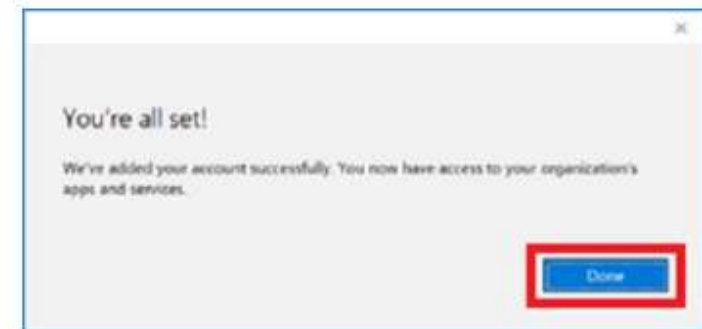 You're all set!
We've added your account successfully. You now have access to your organization's
apps and services.
Done